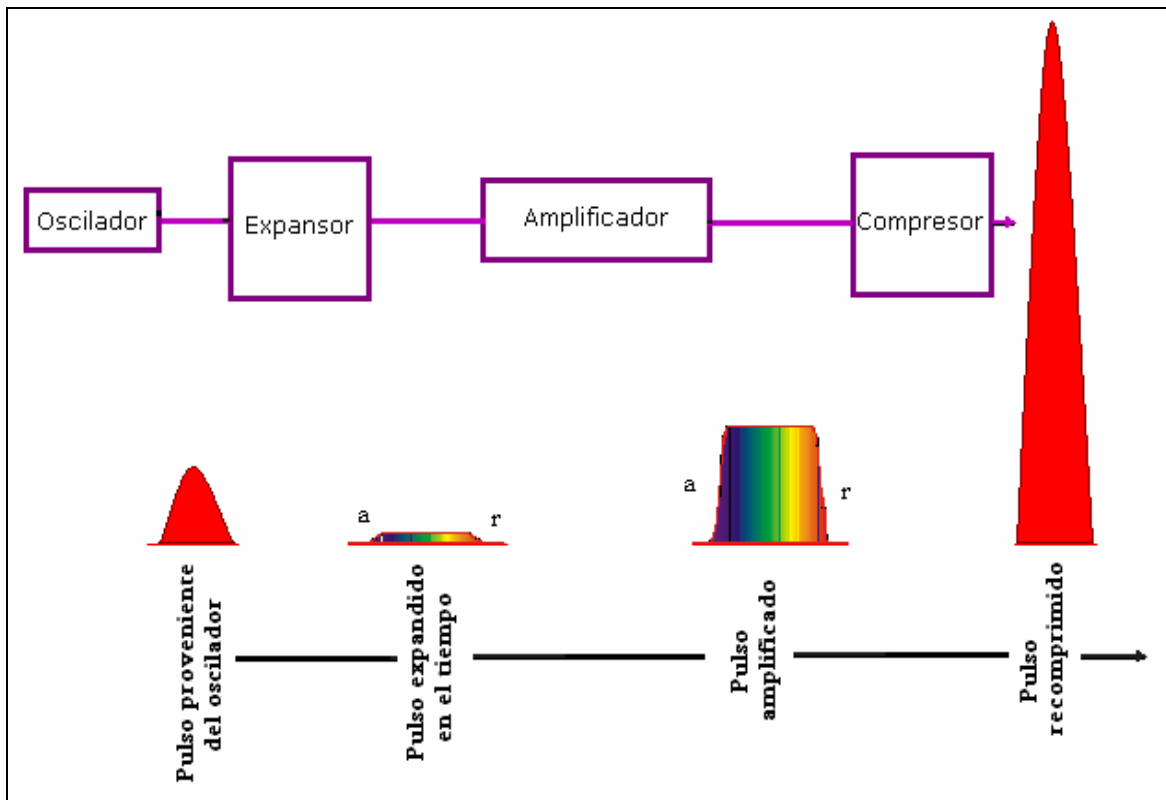 Oscilador
Expansor
Amplificador
Compresor
a
r
a
r
Pulso proveniente
del oscilador
Pulso expandido
en el tiempo
Pulso
amplificado
Pulso
recomprimido